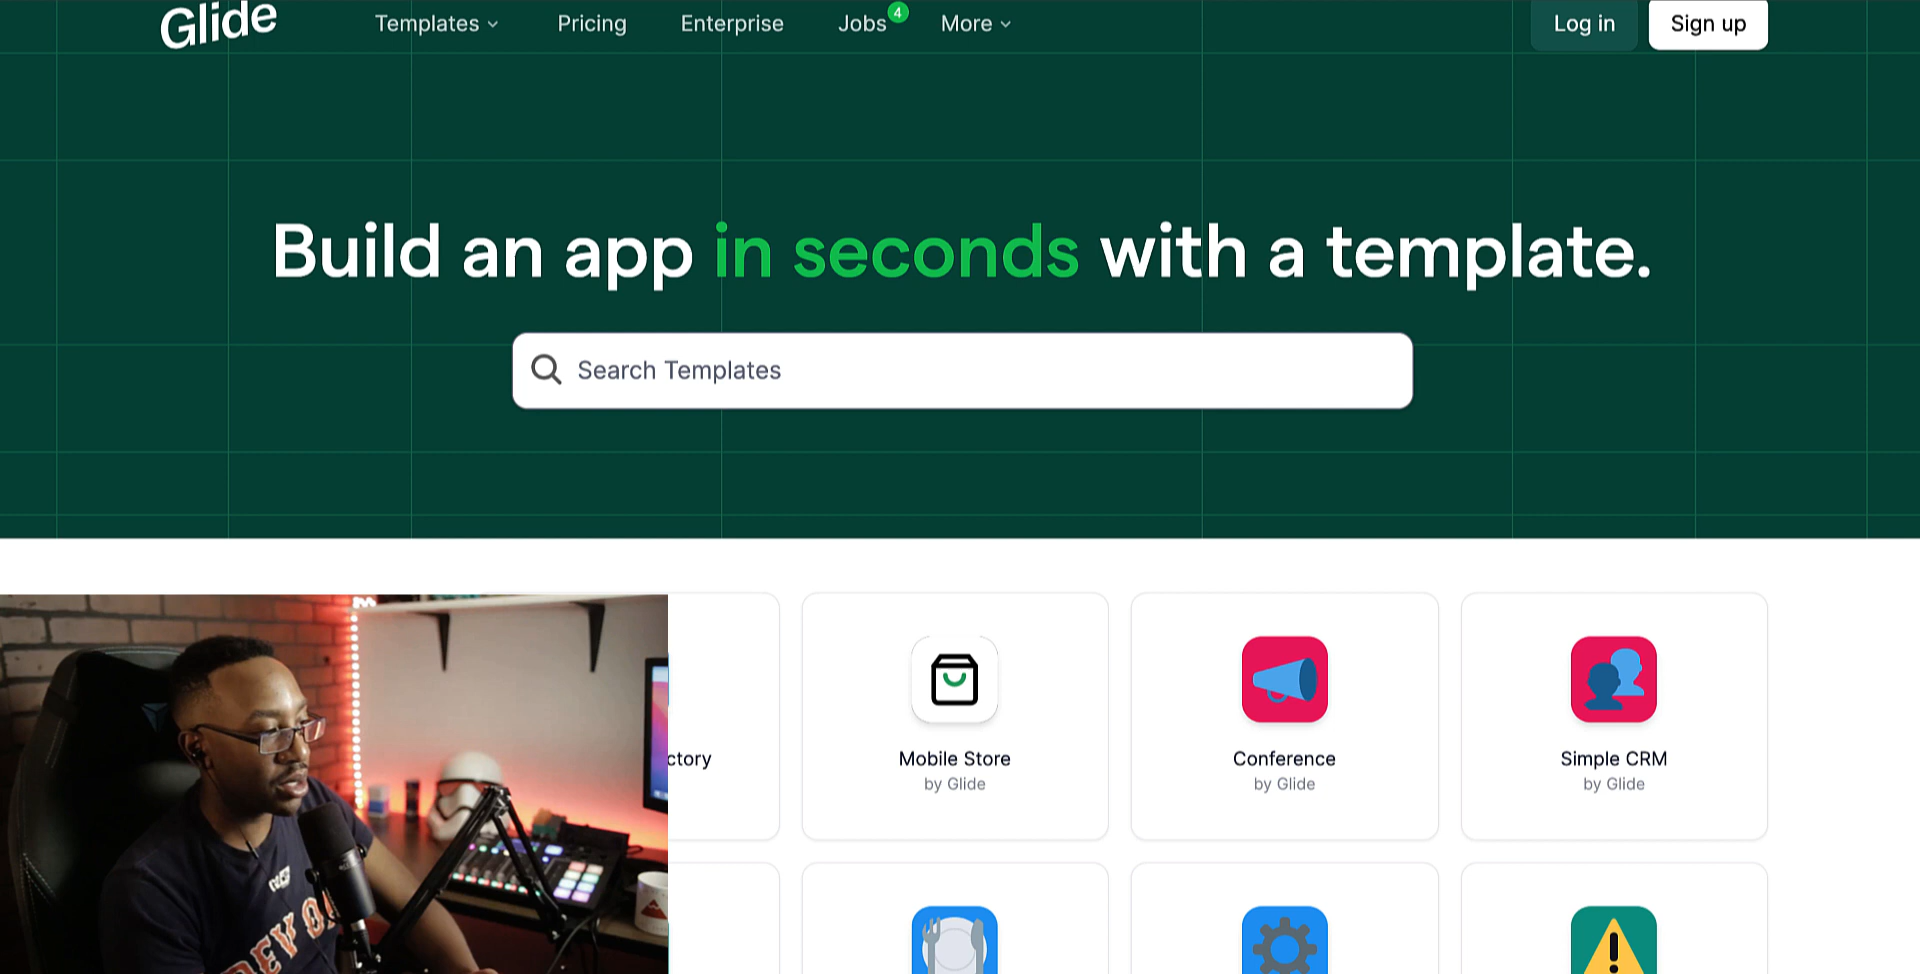 Glide
Templates
Pricing
Enterprise
Jobs
4
More
Log in
Sign up
Build an app in seconds with a template.
Search Templates
ctory
Mobile Store
by Glide
Conference
by Glide
Simple CRM
by Glide